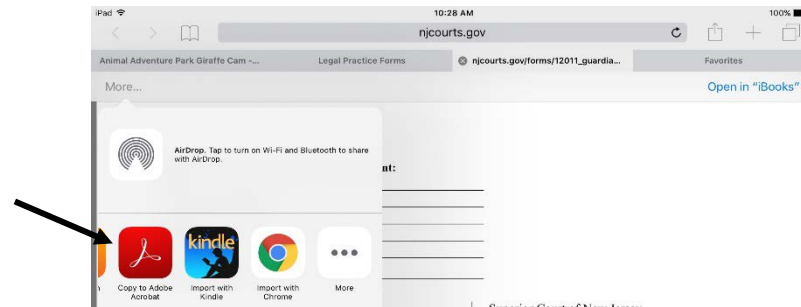 iPad 10:28 AM 100%
njcourts.gov
Animal Adventure Park Giraffe Cam -... Legal Practice Forms njcourts.gov/forms/12011_guardia... Favorites
More... Open in "iBooks"
AirDrop. Tap to turn on Wi-Fi and Bluetooth to share
with AirDrop.
nt:
kindle
n Copy to Adobe Acrobat Import with Kindle Import with Chrome More
Superior Court of New Jersey